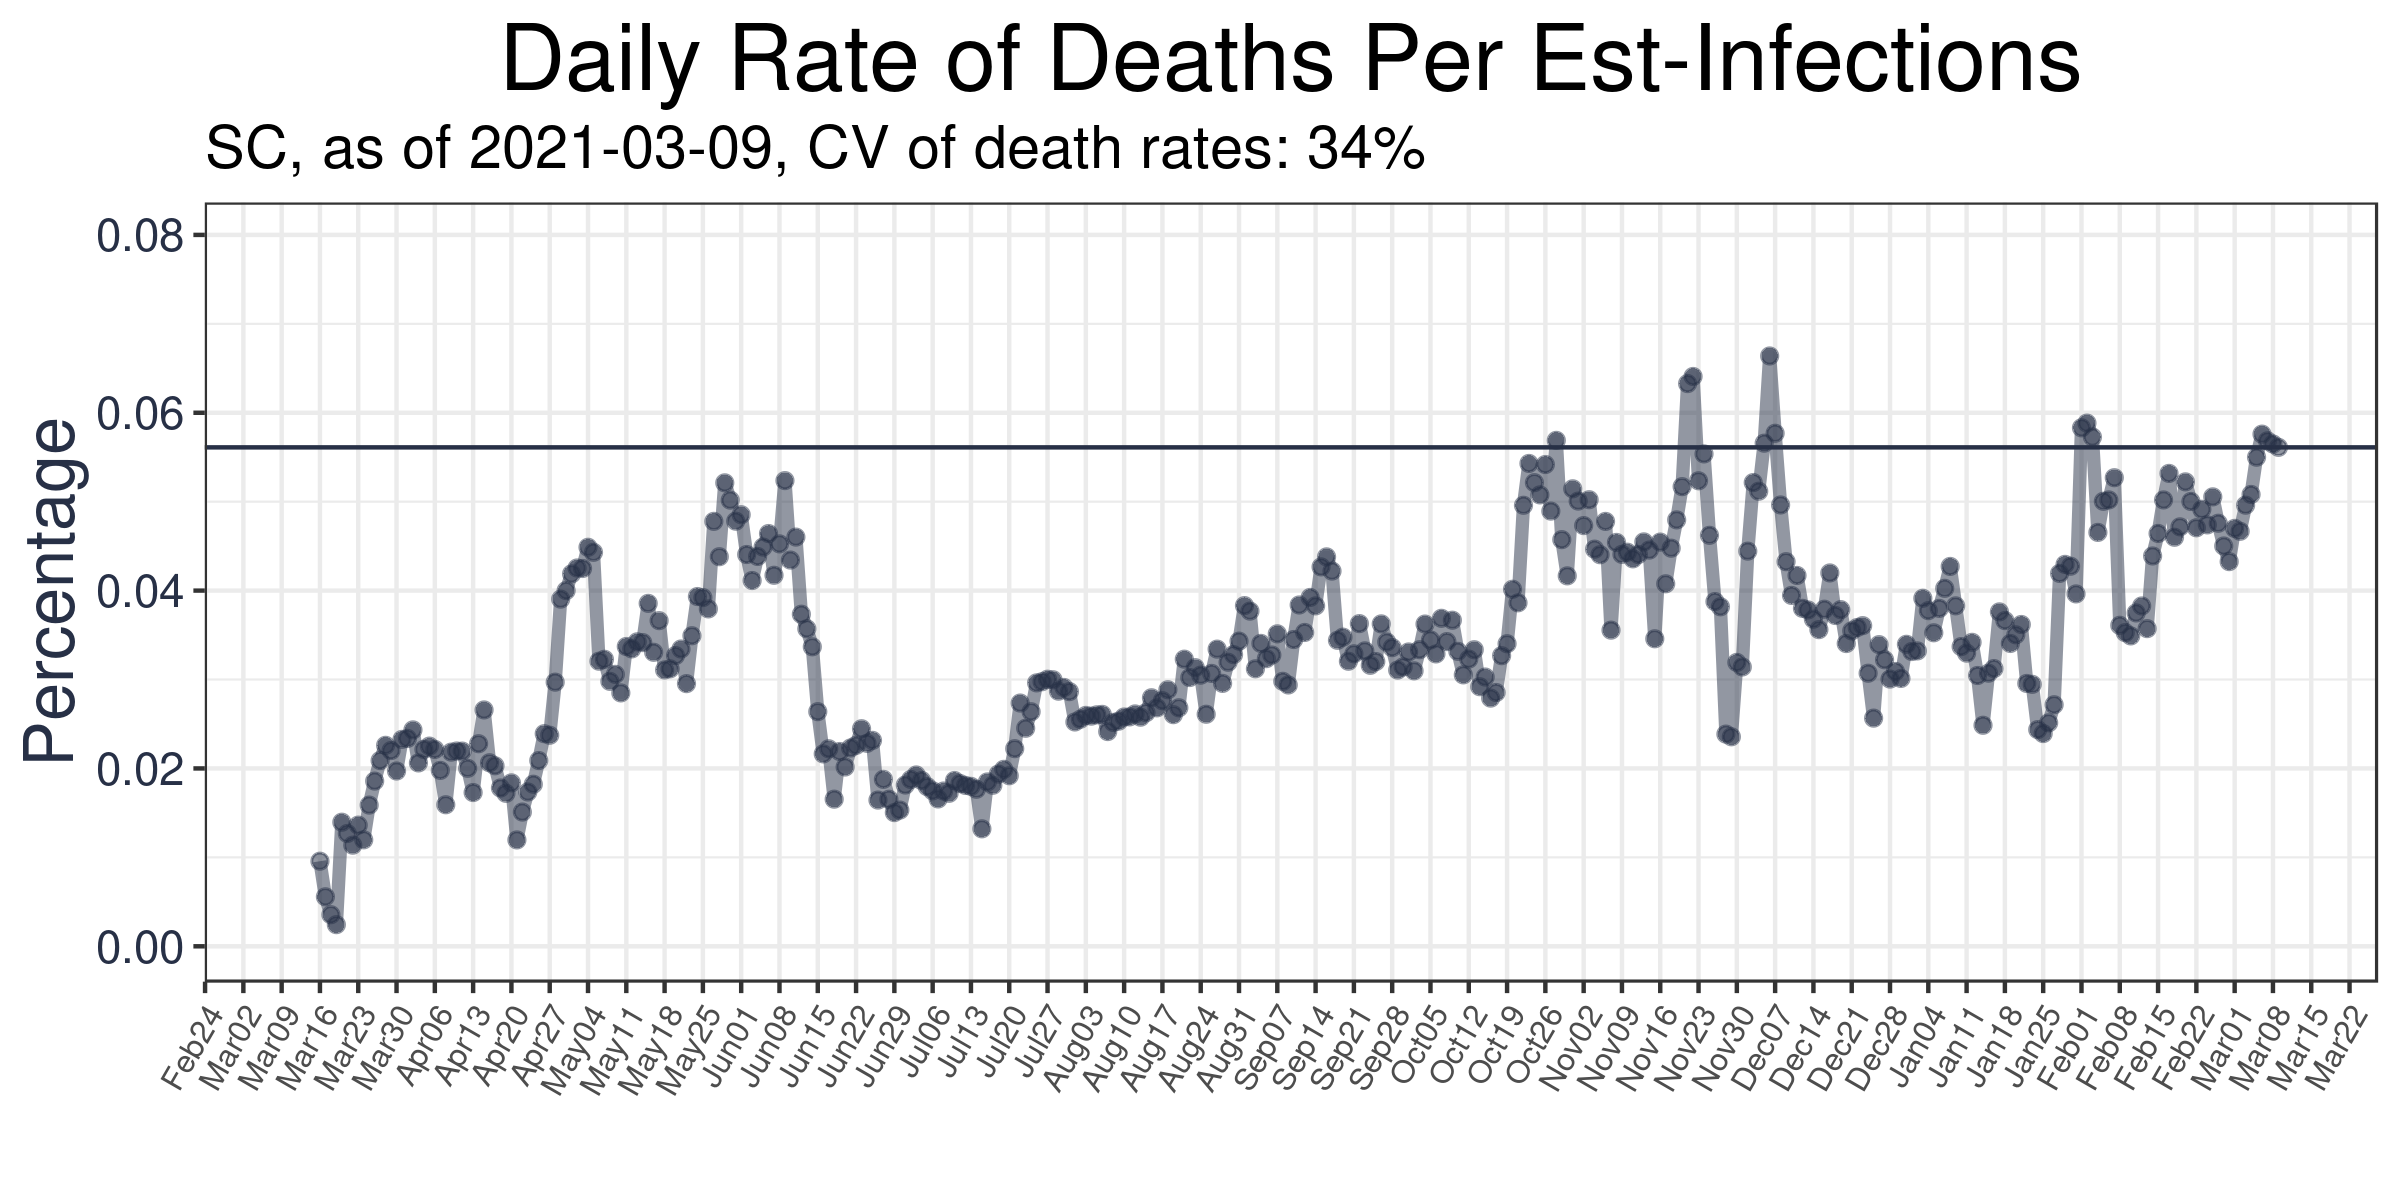 Daily Rate of Deaths Per Est-Infections
SC, as of 2021-03-09, CV of death rates: 34%
Percentage
0.08
0.06
0.04
0.02
0.00
Feb24 Mar02 Mar09 Mar16 Mar23 Mar30 Apr06 Apr13 Apr20 Apr27 May04 May11 May18 May25 Jun01 Jun08 Jun15 Jun22 Jun29 Jul06 Jul13 Jul20 Jul27 Aug03 Aug10 Aug17 Aug24 Aug31 Sep07 Sep14 Sep21 Sep28 Oct05 Oct12 Oct19 Oct26 Nov02 Nov09 Nov16 Nov23 Nov30 Dec07 Dec14 Dec21 Dec28 Jan04 Jan11 Jan18 Jan25 Feb01 Feb08 Feb15 Feb22 Mar01 Mar08 Mar15 Mar22